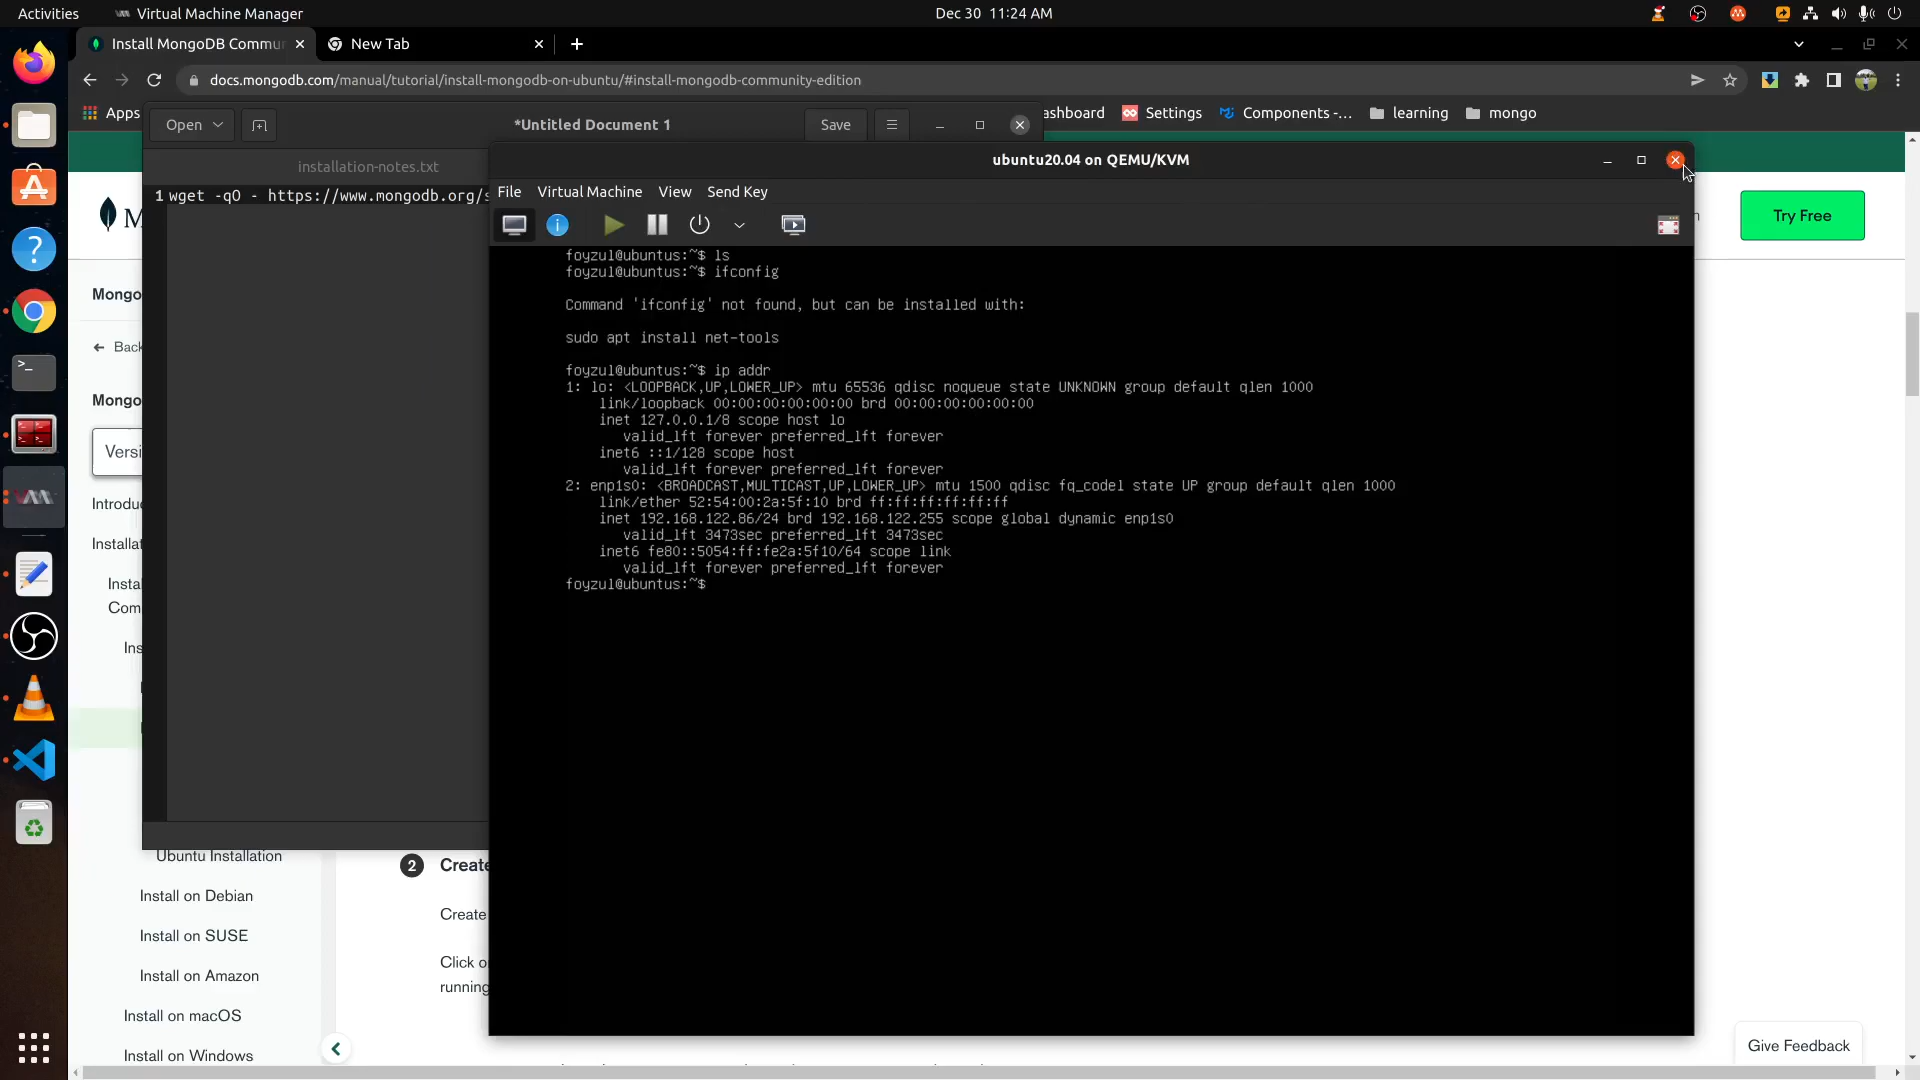 Activities
Virtual Machine Manager
Dec 30 11:24 AM
Install MongoDB Commu
New Tab
docs.mongodb.com/manual/tutorial/install-mongodb-on-ubuntu/#install-mongodb-community-edition
Apps
ashboard
Settings
Components -…
learning
mongo
Open
*Untitled Document 1
Save
installation-notes.txt
1 wget -qO - https://www.mongodb.org/s
ubuntu20.04 on QEMU/KVM
File Virtual Machine View Send Key
foyzul@ubuntus:~$ ls
foyzul@ubuntus:~$ ifconfig
Command 'ifconfig' not found, but can be installed with:
sudo apt install net-tools
foyzul@ubuntus:~$ ip addr
1: lo: <LOOPBACK,UP,LOWER_UP> mtu 65536 qdisc noqueue state UNKNOWN group default qlen 1000
link/loopback 00:00:00:00:00:00 brd 00:00:00:00:00:00
inet 127.0.0.1/8 scope host lo
valid_lft forever preferred_lft forever
inet6 ::1/128 scope host
valid_lft forever preferred_lft forever
2: enp1s0: <BROADCAST,MULTICAST,UP,LOWER_UP> mtu 1500 qdisc fq_codel state UP group default qlen 1000
link/ether 52:54:00:2a:5f:10 brd ff:ff:ff:ff:ff:ff
inet 192.168.122.86/24 brd 192.168.122.255 scope global dynamic enp1s0
valid_lft 3473sec preferred_lft 3473sec
inet6 fe80::5054:ff:fe2a:5f10/64 scope link
valid_lft forever preferred_lft forever
foyzul@ubuntus:~$
Try Free
M
Mongo
Back
Mongo
Versi
Introdu
Installa
Insta
Com
Ins
Ubuntu Installation
Install on Debian
Install on SUSE
Install on Amazon
Install on macOS
Install on Windows
2 Create
Create
Click o
running
Give Feedback